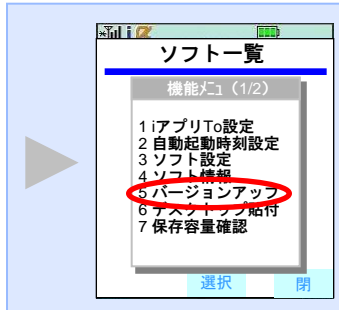 ソフト一覧
機能ﾒﾆｭ（1/2）
1 iアプリTo設定
2 自動起動時刻設定
3 ソフト設定
4 ソフト情報
5 バージョンアップ
6 デスクトップ貼付
7 保存容量確認
選択 閉